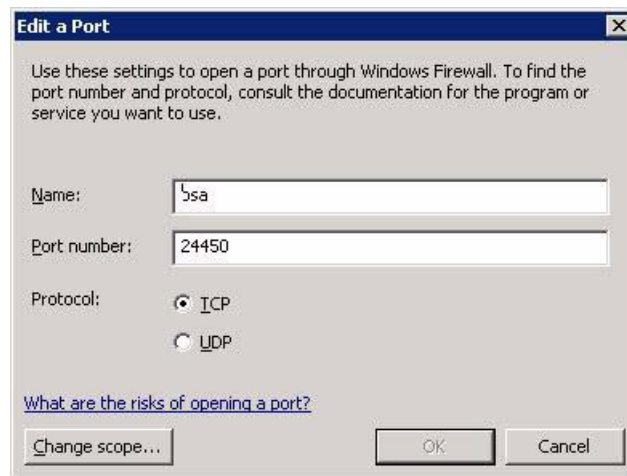 Edit a Port
Use these settings to open a port through Windows Firewall. To find the
port number and protocol, consult the documentation for the program or
service you want to use.
Name:
Port number:
24450
Protocol:
TCP
UDP
What are the risks of opening a port?
Change scope...
OK
Cancel